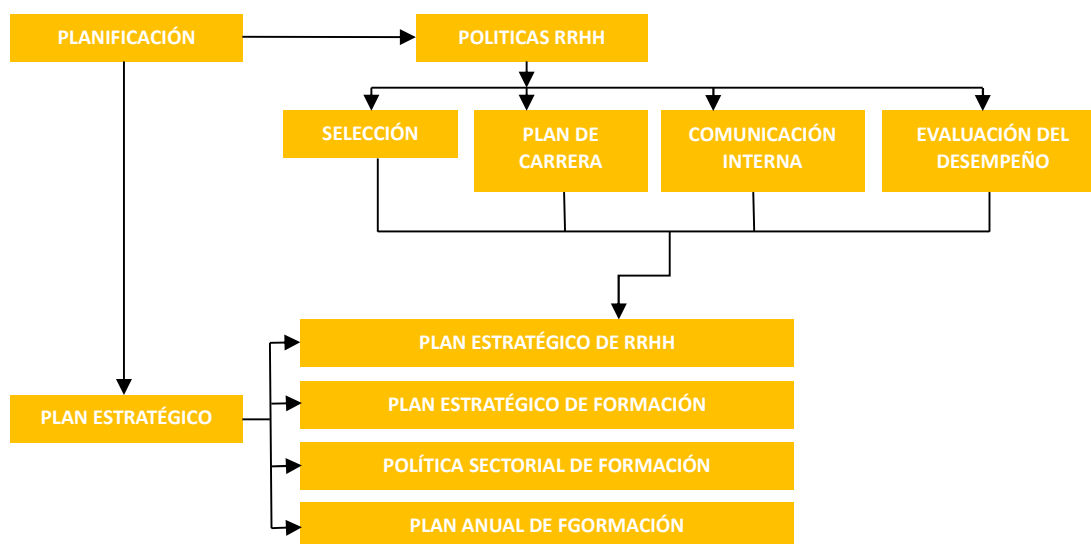 PLANIFICACIÓN
POLITICAS RRHH
SELECCIÓN
PLAN DE
CARRERA
COMUNICACIÓN
INTERNA
EVALUACIÓN DEL
DESEMPEÑO
PLAN ESTRATÉGICO DE RRHH
PLAN ESTRATÉGICO
PLAN ESTRATÉGICO DE FORMACIÓN
POLÍTICA SECTORIAL DE FORMACIÓN
PLAN ANUAL DE FGORMACIÓN